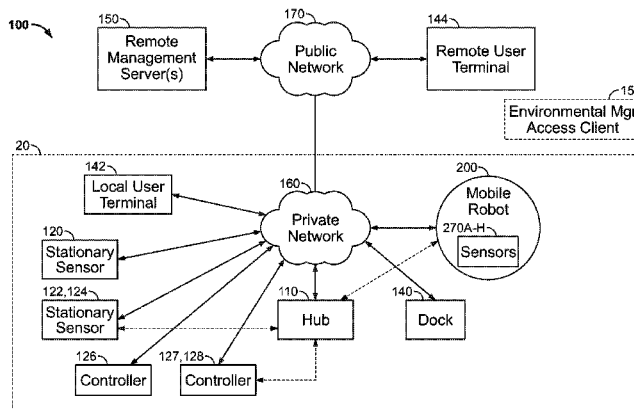 100
150
Remote
Management
Server(s)
170
Public
Network
144
Remote User
Terminal
Access Client
20
142
Local User
Terminal
160
Private
Network
200
Mobile
Robot
270A-H
Sensors
120
Stationary
Sensor
122,124
Stationary
Sensor
110
Hub
140
Dock
126
Controller
127, 128
Controller
Environmental